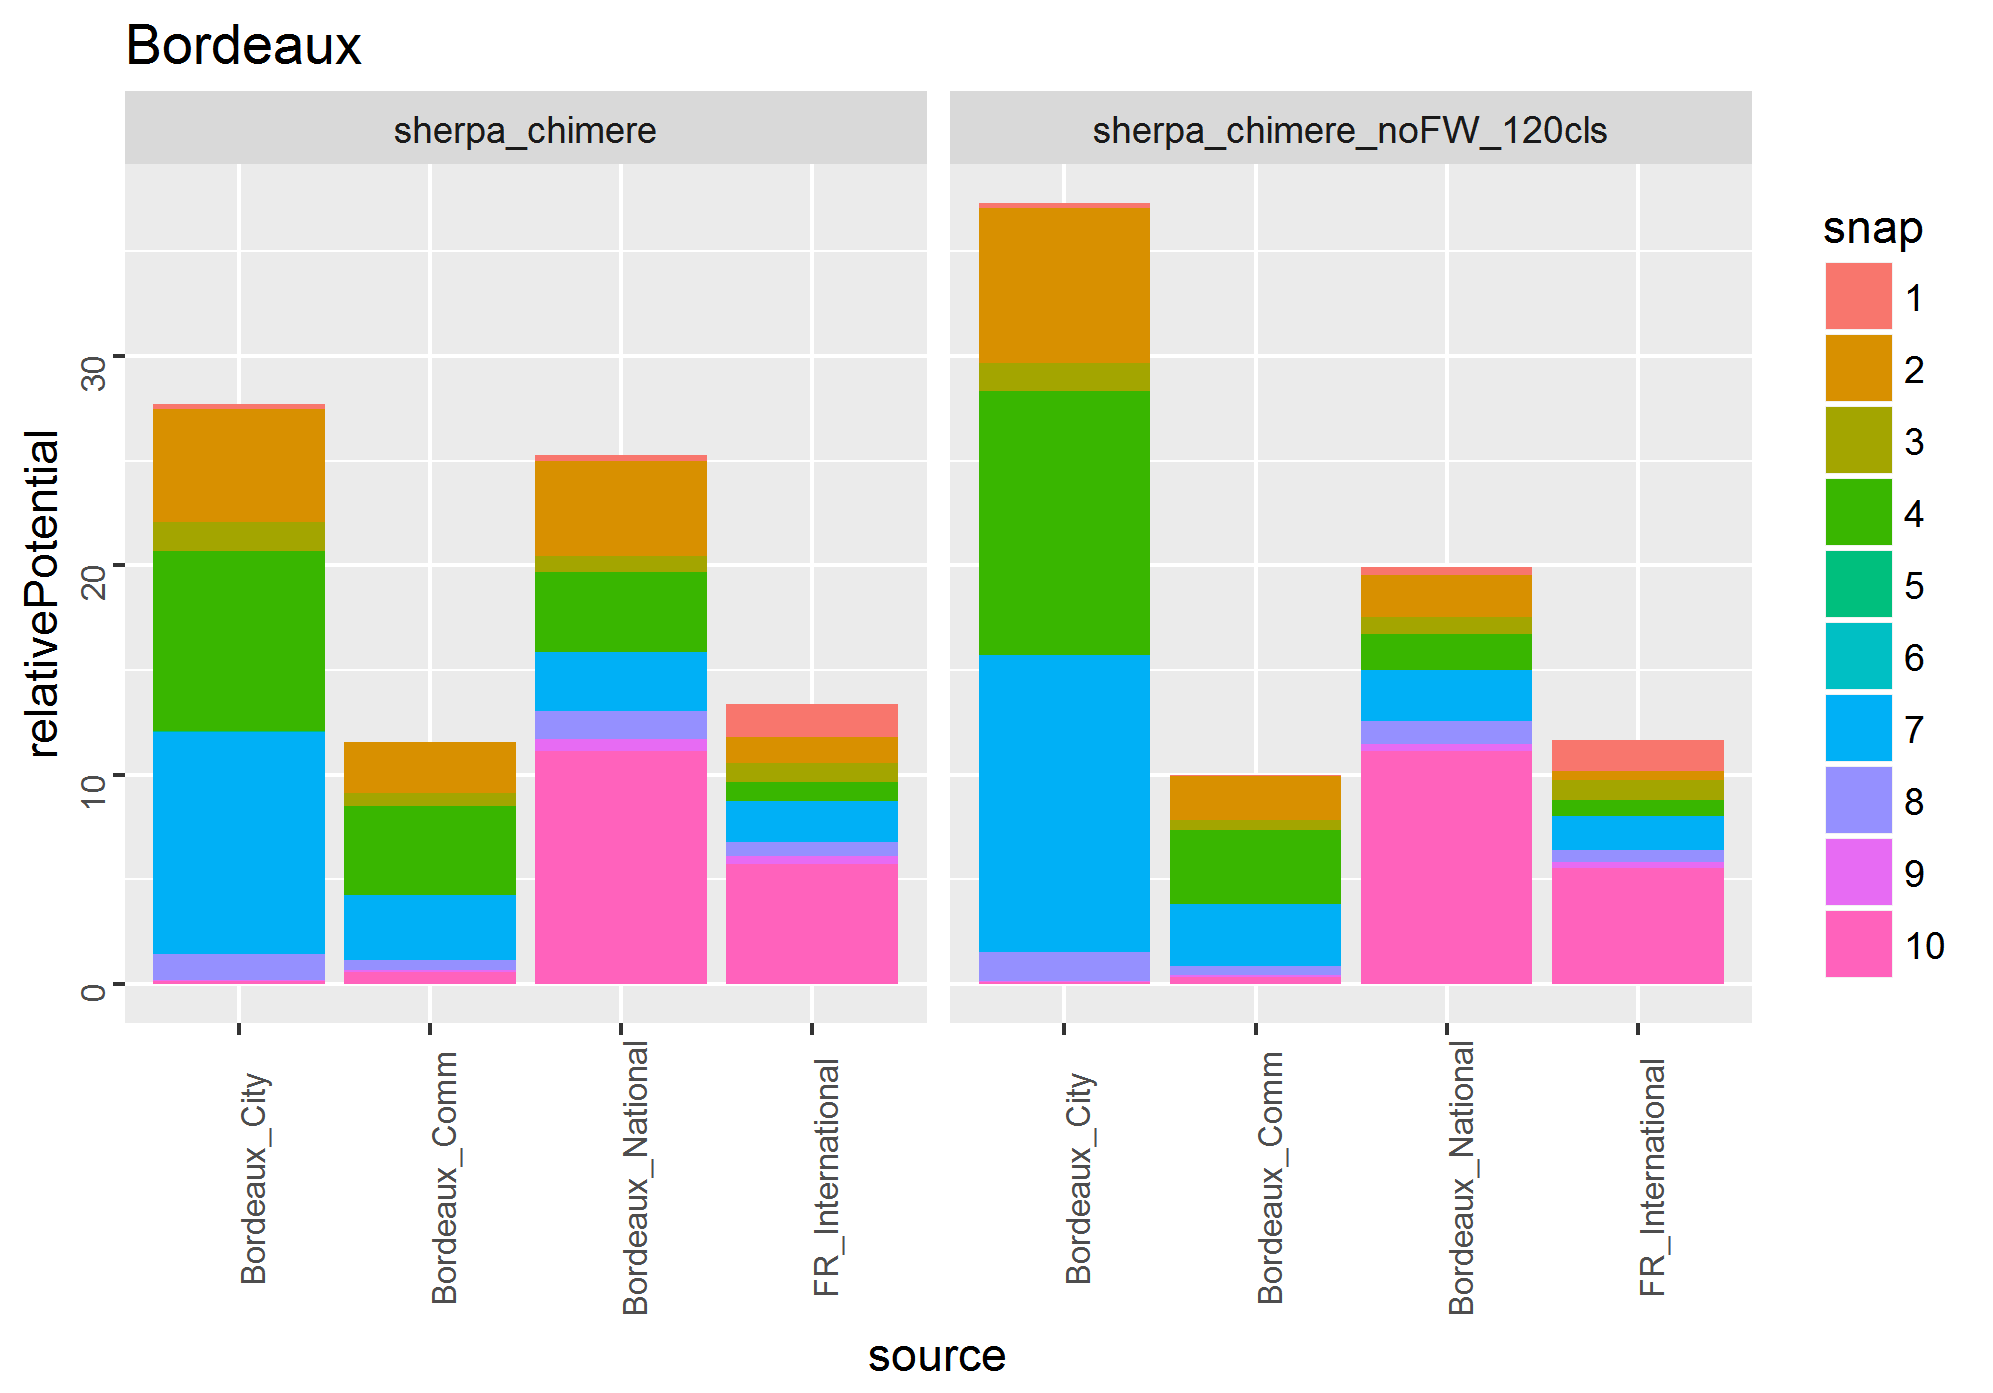 Bordeaux
sherpa_chimere
sherpa_chimere_noFW_120cls
relativePotential
30
20
10
0
Bordeaux_City
Bordeaux_Comm
Bordeaux_National
FR_International
Bordeaux_City
Bordeaux_Comm
Bordeaux_National
FR_International
source
snap
1
2
3
4
5
6
7
8
9
10